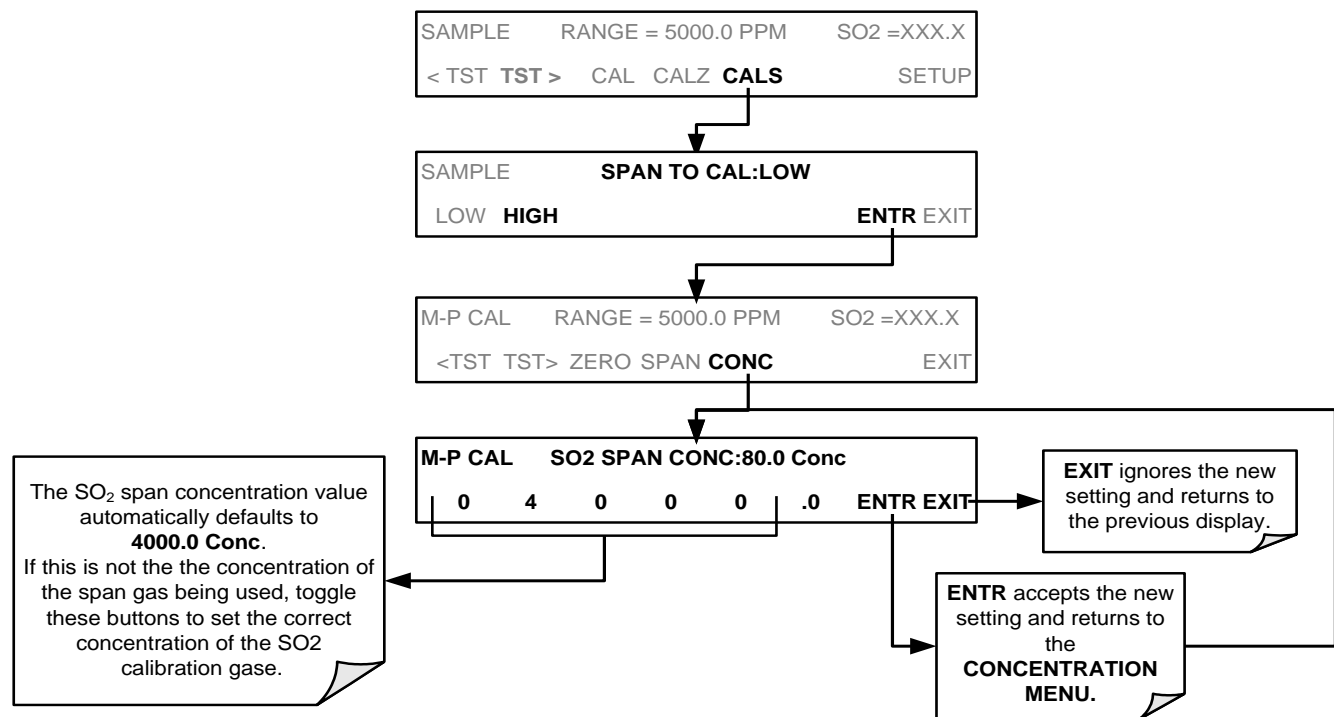 SAMPLE RANGE = 5000.0 PPM SO2 =XXX.X
< TST TST > CAL CALZ CALS SETUP
SAMPLE SPAN TO CAL:LOW
LOW HIGH ENTR EXIT
M-P CAL RANGE = 5000.0 PPM SO2 =XXX.X
<TST TST> ZERO SPAN CONC EXIT
M-P CAL SO2 SPAN CONC:80.0 Conc
0 4 0 0 0 .0 ENTR EXIT
The SO₂ span concentration value
automatically defaults to
4000.0 Conc.
If this is not the the concentration of
the span gas being used, toggle
these buttons to set the correct
concentration of the SO2
calibration gase.
EXIT ignores the new
setting and returns to
the previous display.
ENTR accepts the new
setting and returns to
the
CONCENTRATION
MENU.